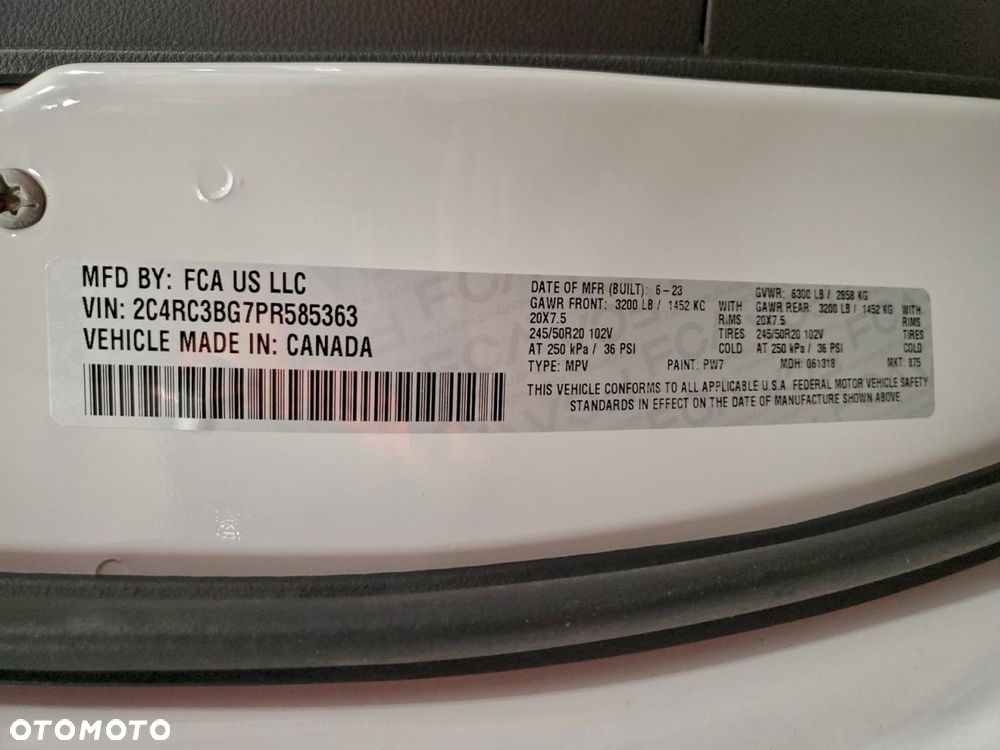 MFD BY: FCA US LLC
VIN: 2C4RC3BG7PR585363
VEHICLE MADE IN: CANADA
DATE OF MFR (BUILT): 6-23
GVWR: 6300 LB / 2858 KG
GAWR FRONT: 3200 LB / 1452 KG WITH
GAWR REAR: 3200 LB / 1452 KG WITH
20X7.5 RIMS
20X7.5 RIMS
245/50R20 102V TIRES
245/50R20 102V TIRES
AT 250 kPa / 36 PSI COLD
AT 250 kPa / 36 PSI COLD
TYPE: MPV PAINT: PW7 MDH: 061318 MKT: 875
THIS VEHICLE CONFORMS TO ALL APPLICABLE U.S.A. FEDERAL MOTOR VEHICLE SAFETY
STANDARDS IN EFFECT ON THE DATE OF MANUFACTURE SHOWN ABOVE.
OTOMOTO